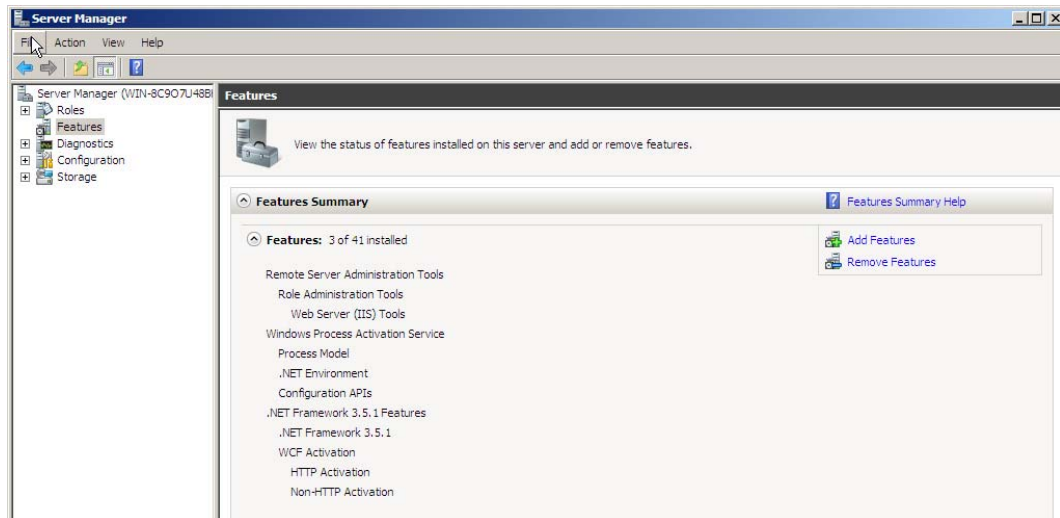 Server Manager
Action View Help
Server Manager (WIN-8C9O7U48B
Roles
Features
Diagnostics
Configuration
Storage
Features
View the status of features installed on this server and add or remove features.
Features Summary
Features Summary Help
Features: 3 of 41 installed
Add Features
Remove Features
Remote Server Administration Tools
Role Administration Tools
Web Server (IIS) Tools
Windows Process Activation Service
Process Model
.NET Environment
Configuration APIs
.NET Framework 3.5.1 Features
.NET Framework 3.5.1
WCF Activation
HTTP Activation
Non-HTTP Activation